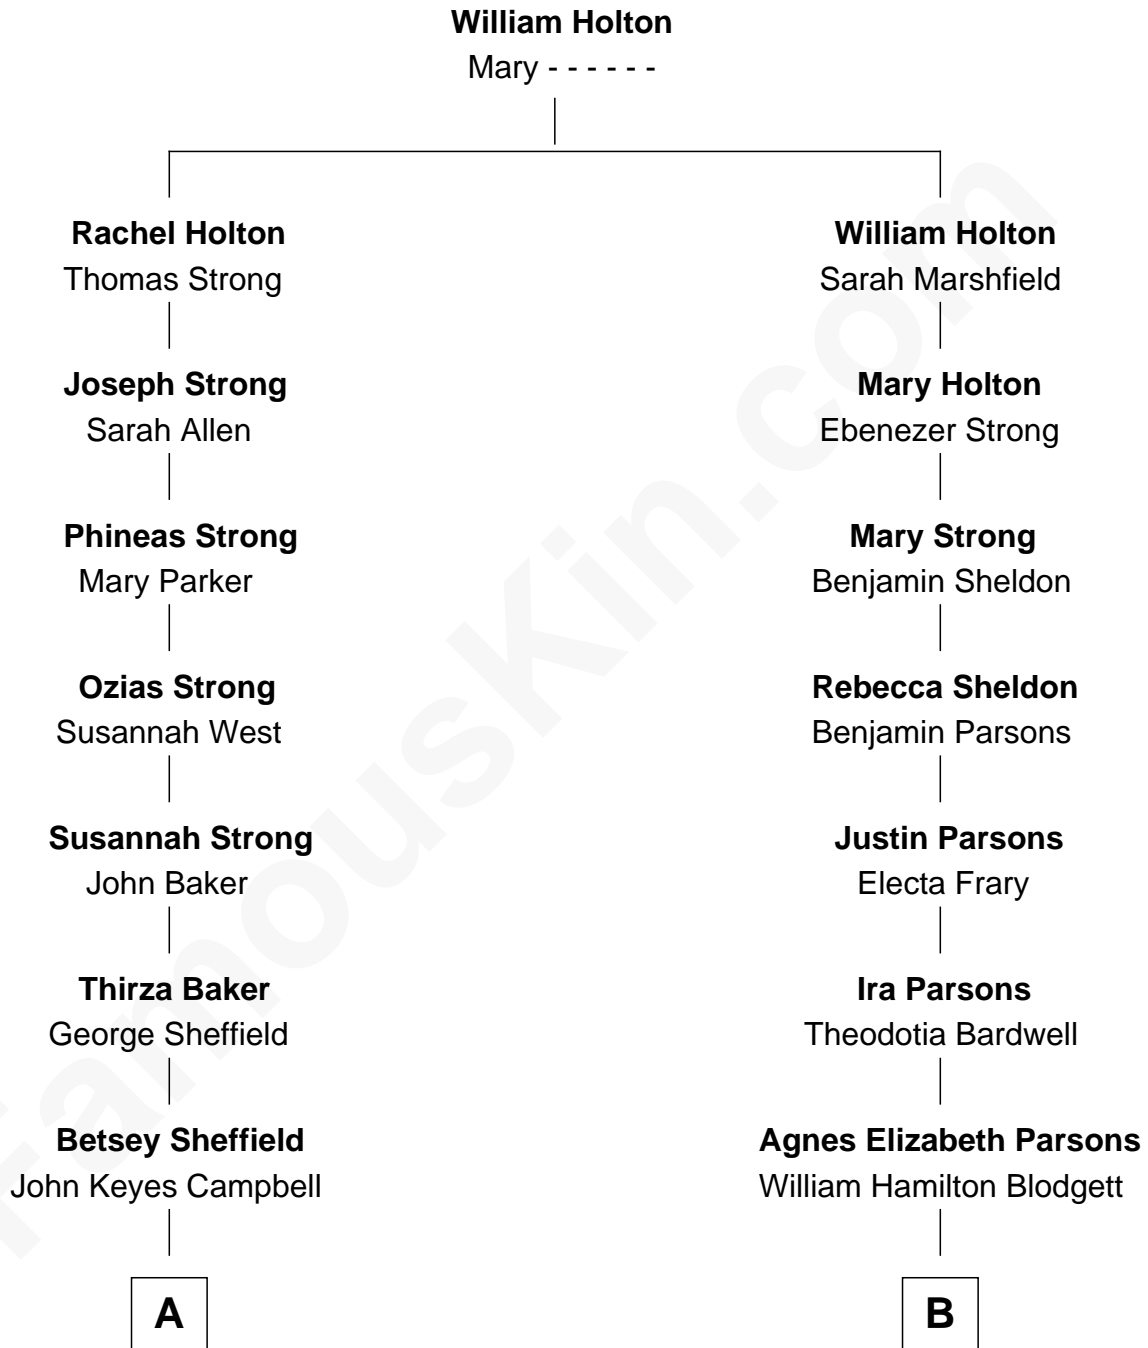 William Holton
Mary - - - - - -
Rachel Holton
Thomas Strong
William Holton
Sarah Marshfield
Joseph Strong
Sarah Allen
Mary Holton
Ebenezer Strong
Phineas Strong
Mary Parker
Mary Strong
Benjamin Sheldon
Ozias Strong
Susannah West
Rebecca Sheldon
Benjamin Parsons
Susannah Strong
John Baker
Justin Parsons
Electa Frary
Thirza Baker
George Sheffield
Ira Parsons
Theodotia Bardwell
Betsey Sheffield
John Keyes Campbell
Agnes Elizabeth Parsons
William Hamilton Blodgett
A
B
FamousKin.com